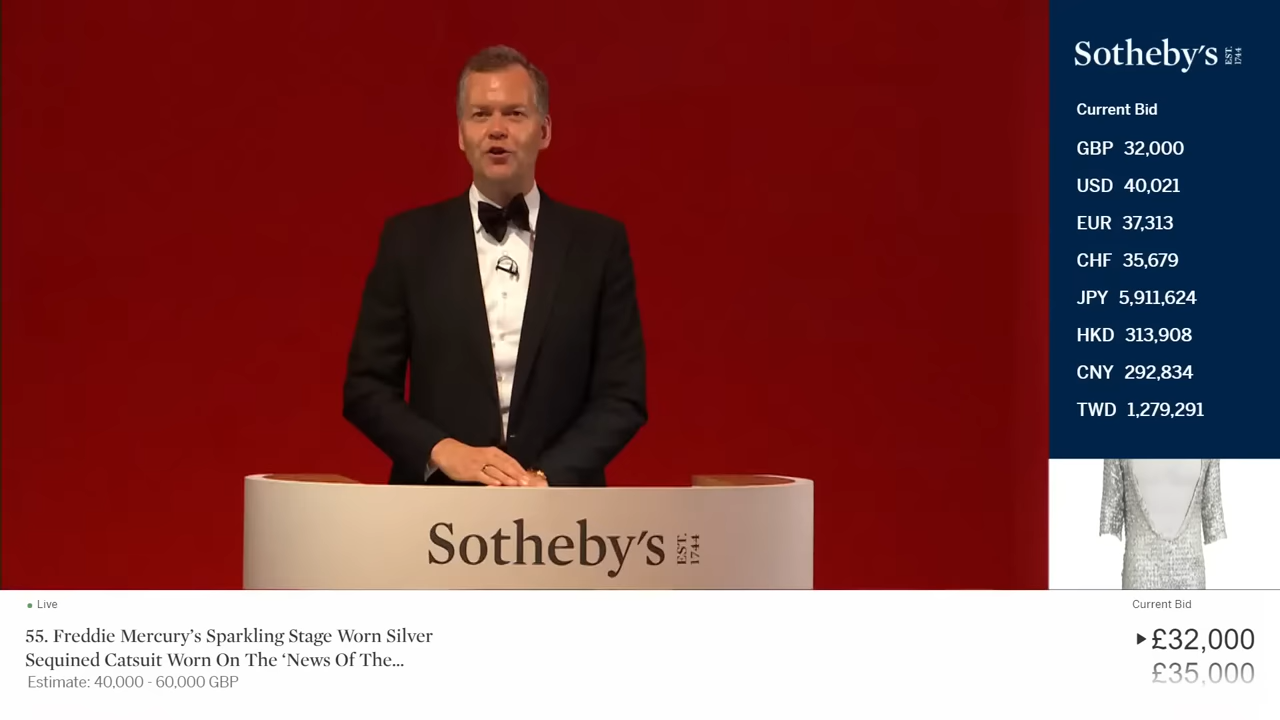 Sotheby's EST. 1744
Current Bid
GBP 32,000
USD 40,021
EUR 37,313
CHF 35,679
JPY 5,911,624
HKD 313,908
CNY 292,834
TWD 1,279,291
Sotheby's EST. 1744
Live
55. Freddie Mercury’s Sparkling Stage Worn Silver
Sequined Catsuit Worn On The ‘News Of The...
Estimate: 40,000 - 60,000 GBP
Current Bid
£32,000
£35,000